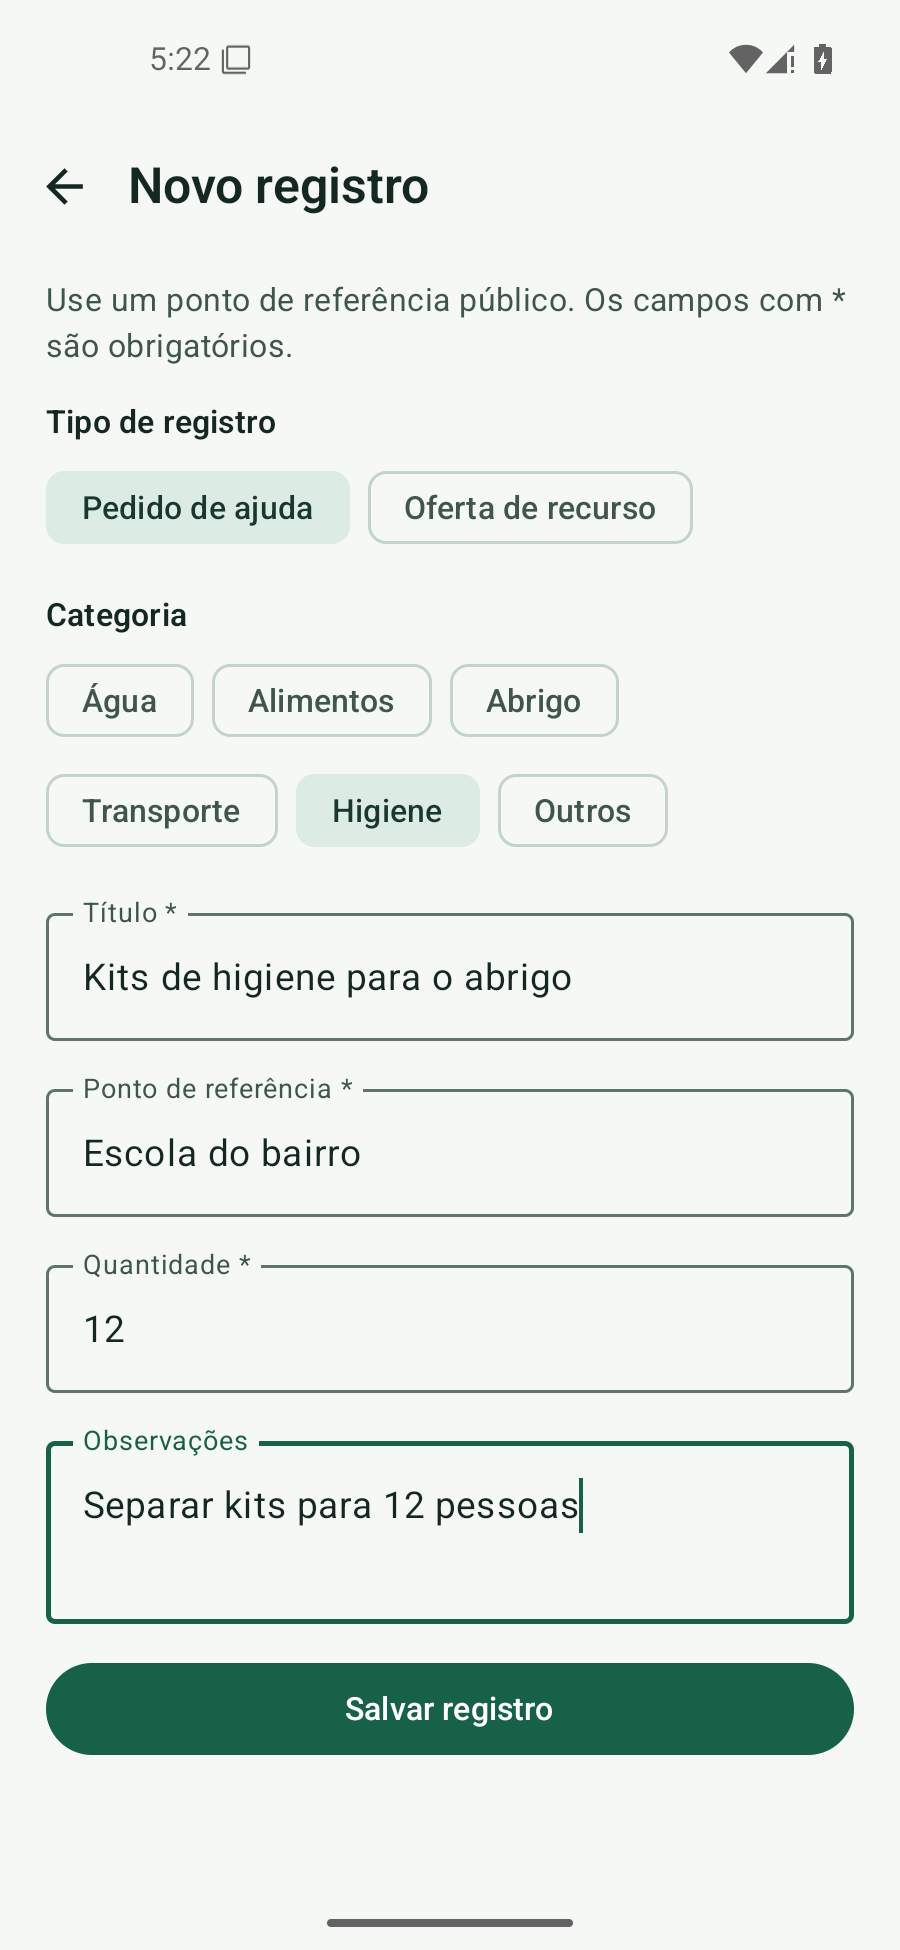 5:22
Novo registro
Use um ponto de referência público. Os campos com *
são obrigatórios.
Tipo de registro
Pedido de ajuda
Oferta de recurso
Categoria
Água
Alimentos
Abrigo
Transporte
Higiene
Outros
Título *
Kits de higiene para o abrigo
Ponto de referência *
Escola do bairro
Quantidade *
12
Observações
Separar kits para 12 pessoas
Salvar registro